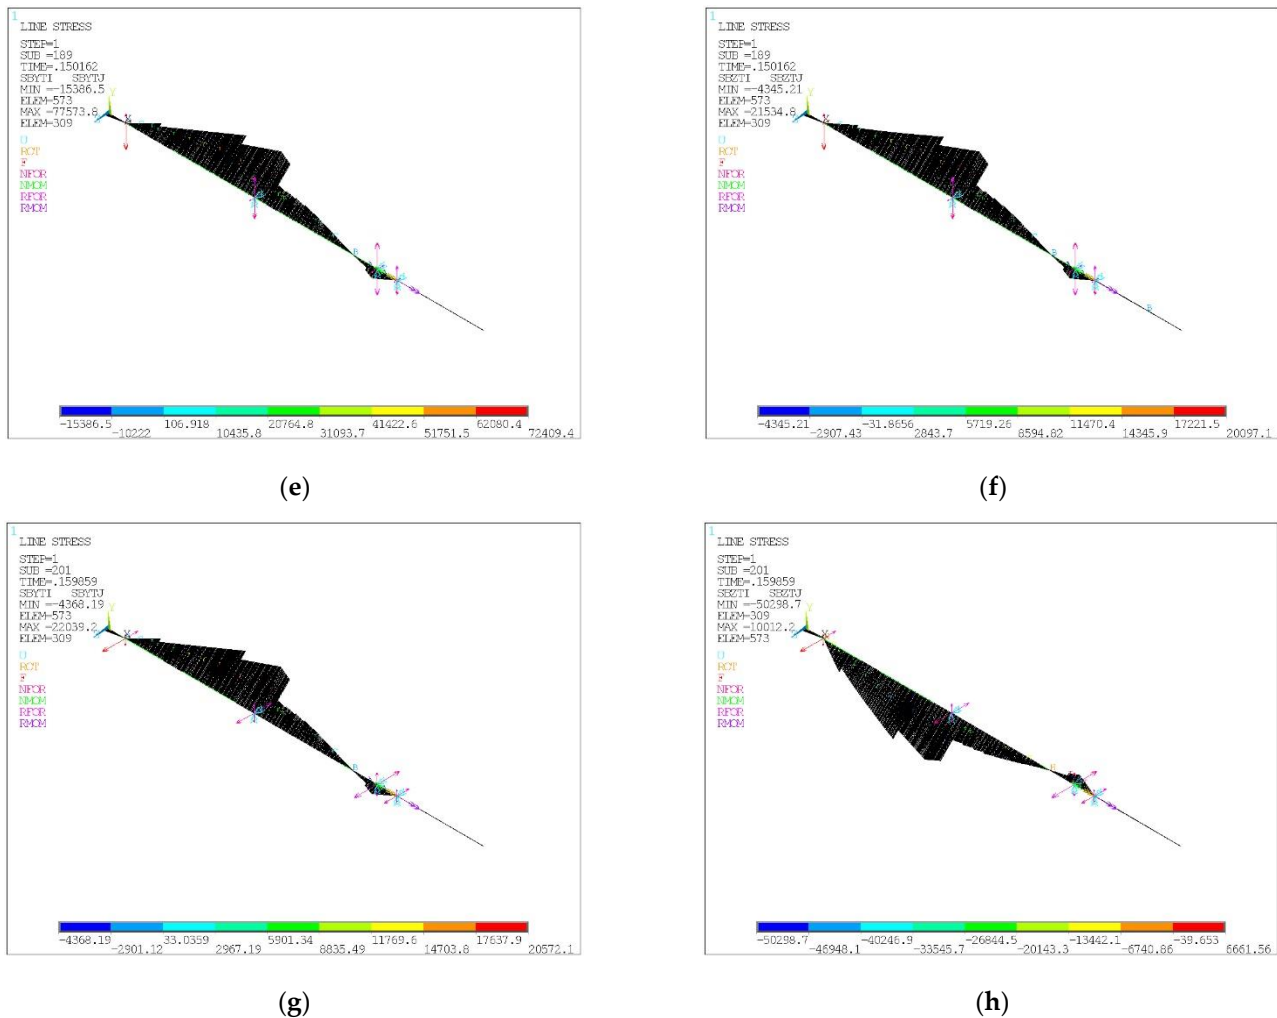 1
LINE STRESS
STEP=1
SUB =189
TIME=.150162
SBYTI SBYTJ
MIN =-15386.5
ELEM=573
MAX =77573.8
ELEM=309
U
ROT
F
NFOR
NMOM
RFOR
RMOM
Y
X
-15386.5 106.918 20764.8 41422.6 62080.4
-10222 10435.8 31093.7 51751.5 72409.4
(e)
LINE STRESS
STEP=1
SUB =189
TIME=.150162
SBZTI SBZTJ
MIN =-4345.21
ELEM=573
MAX =21534.8
ELEM=309
U
ROT
F
NFOR
NMOM
RFOR
RMOM
Y
X
-4345.21 -31.8656 5719.26 11470.4 17221.5
-2907.43 2843.7 8594.82 14345.9 20097.1
(f)
1
LINE STRESS
STEP=1
SUB =201
TIME=.159859
SBYTI SBYTJ
MIN =-4368.19
ELEM=573
MAX =22039.2
ELEM=309
U
ROT
F
NFOR
NMOM
RFOR
RMOM
Y
X
-4368.19 33.0359 5901.34 11769.6 17637.9
-2901.12 2967.19 8835.49 14703.8 20572.1
(g)
1
LINE STRESS
STEP=1
SUB =201
TIME=.159859
SBZTI SBZTJ
MIN =-50298.7
ELEM=309
MAX =10012.2
ELEM=573
U
ROT
F
NFOR
NMOM
RFOR
RMOM
Y
X
-50298.7 -40246.9 -26844.5 -13442.1 -39.653
-46948.1 -33545.7 -20143.3 -6740.86 6661.56
(h)